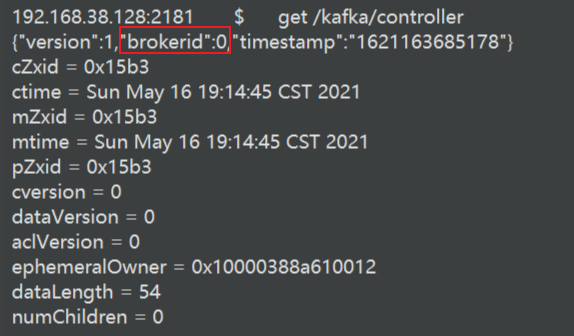 192.168.38.128:2181 $ get /kafka/controller
{"version":1,"brokerid":0,"timestamp":"1621163685178"}
cZxid = 0x15b3
ctime = Sun May 16 19:14:45 CST 2021
mZxid = 0x15b3
mtime = Sun May 16 19:14:45 CST 2021
pZxid = 0x15b3
cversion = 0
dataVersion = 0
aclVersion = 0
ephemeralOwner = 0x10000388a610012
dataLength = 54
numChildren = 0